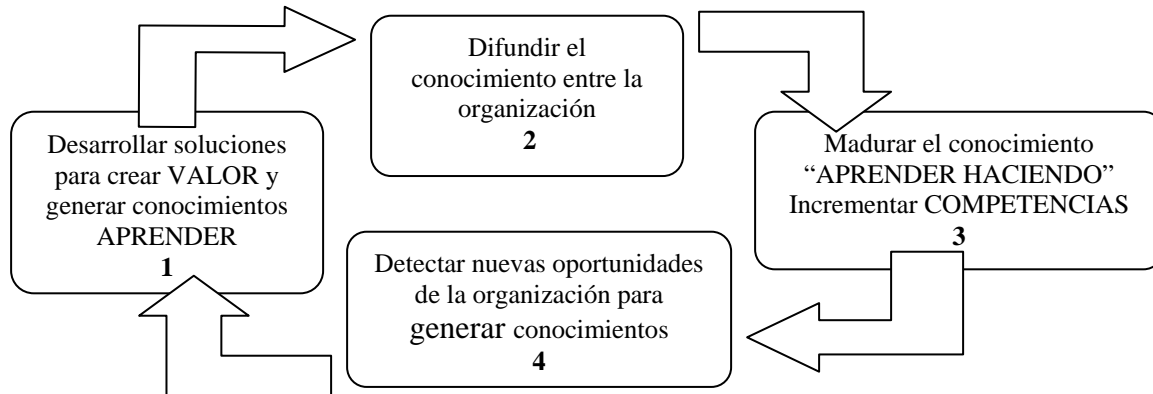 Desarrollar soluciones
para crear VALOR y
generar conocimientos
APRENDER
1
Difundir el
conocimiento entre la
organización
2
Madurar el conocimiento
“APRENDER HACIENDO”
Incrementar COMPETENCIAS
3
Detectar nuevas oportunidades
de la organización para
generar conocimientos
4